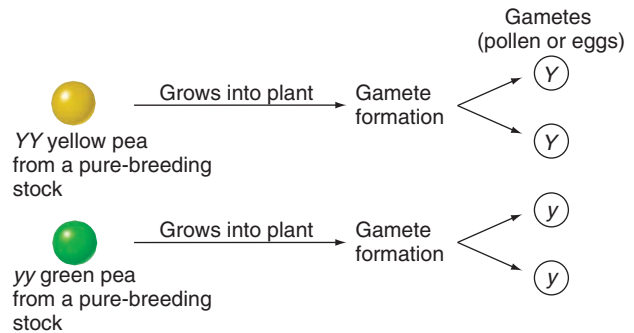 Gametes
(pollen or eggs)
Grows into plant
Gamete
formation
Y
Y
YY yellow pea
from a pure-breeding
stock
Grows into plant
Gamete
formation
y
y
yy green pea
from a pure-breeding
stock